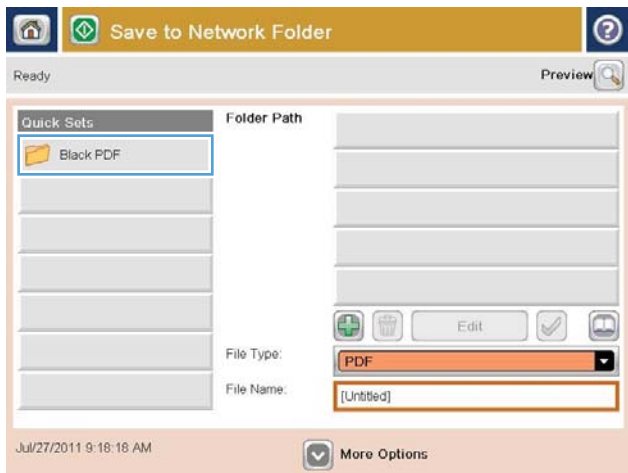 Save to Network Folder
Ready
Preview
Quick Sets
Folder Path
Black PDF
Edit
File Type:
PDF
File Name:
[Untitled]
Jul/27/2011 9:18:18 AM
More Options